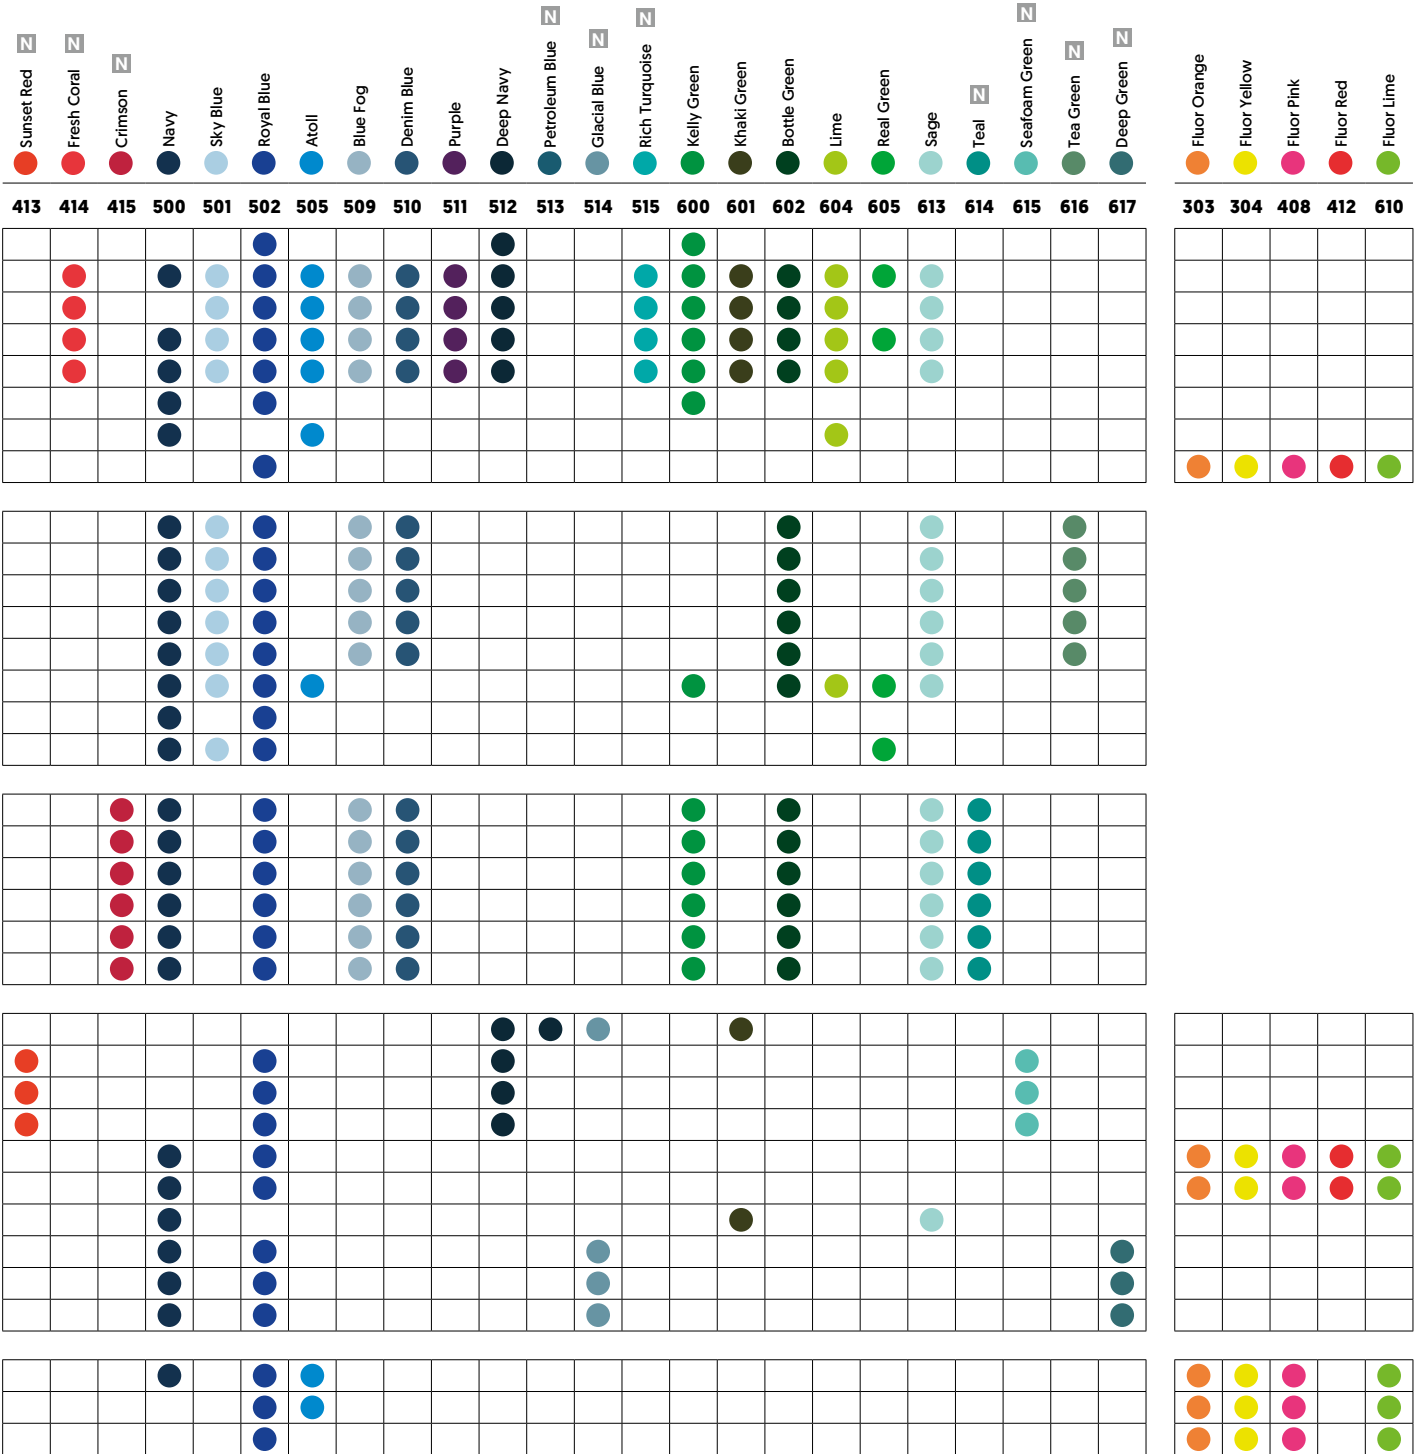 Sunset Red N
Fresh Coral N
Crimson N
Navy
Sky Blue
Royal Blue
Atoll
Blue Fog
Denim Blue
Purple
Deep Navy
Petroleum Blue N
Glacial Blue N
Rich Turquoise N
Kelly Green
Khaki Green
Bottle Green
Lime
Real Green
Sage
Teal N
Seafoam Green N
Tea Green N
Deep Green N
Fluor Orange
Fluor Yellow
Fluor Pink
Fluor Red
Fluor Lime
413 414 415 500 501 502 505 509 510 511 512 513 514 515 600 601 602 604 605 613 614 615 616 617 303 304 408 412 610